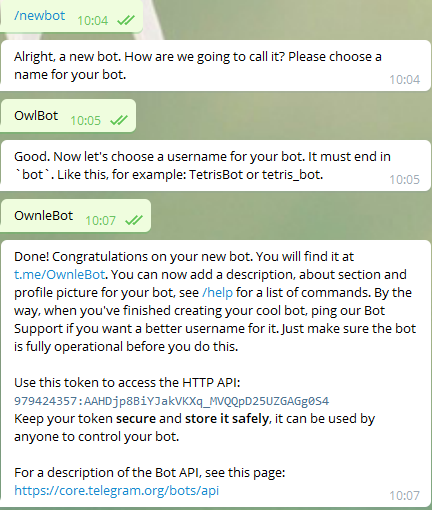 /newbot 10:04
Alright, a new bot. How are we going to call it? Please choose a
name for your bot.
10:04
OwlBot 10:05
Good. Now let's choose a username for your bot. It must end in
`bot`. Like this, for example: TetrisBot or tetris_bot.
10:05
OwnleBot 10:07
Done! Congratulations on your new bot. You will find it at
t.me/OwnleBot. You can now add a description, about section and
profile picture for your bot, see /help for a list of commands. By the
way, when you've finished creating your cool bot, ping our Bot
Support if you want a better username for it. Just make sure the bot
is fully operational before you do this.
Use this token to access the HTTP API:
979424357:AAHDjp8BiYJakVKXq_MVQQpD25UZGAGg0S4
Keep your token secure and store it safely, it can be used by
anyone to control your bot.
For a description of the Bot API, see this page:
https://core.telegram.org/bots/api
10:07